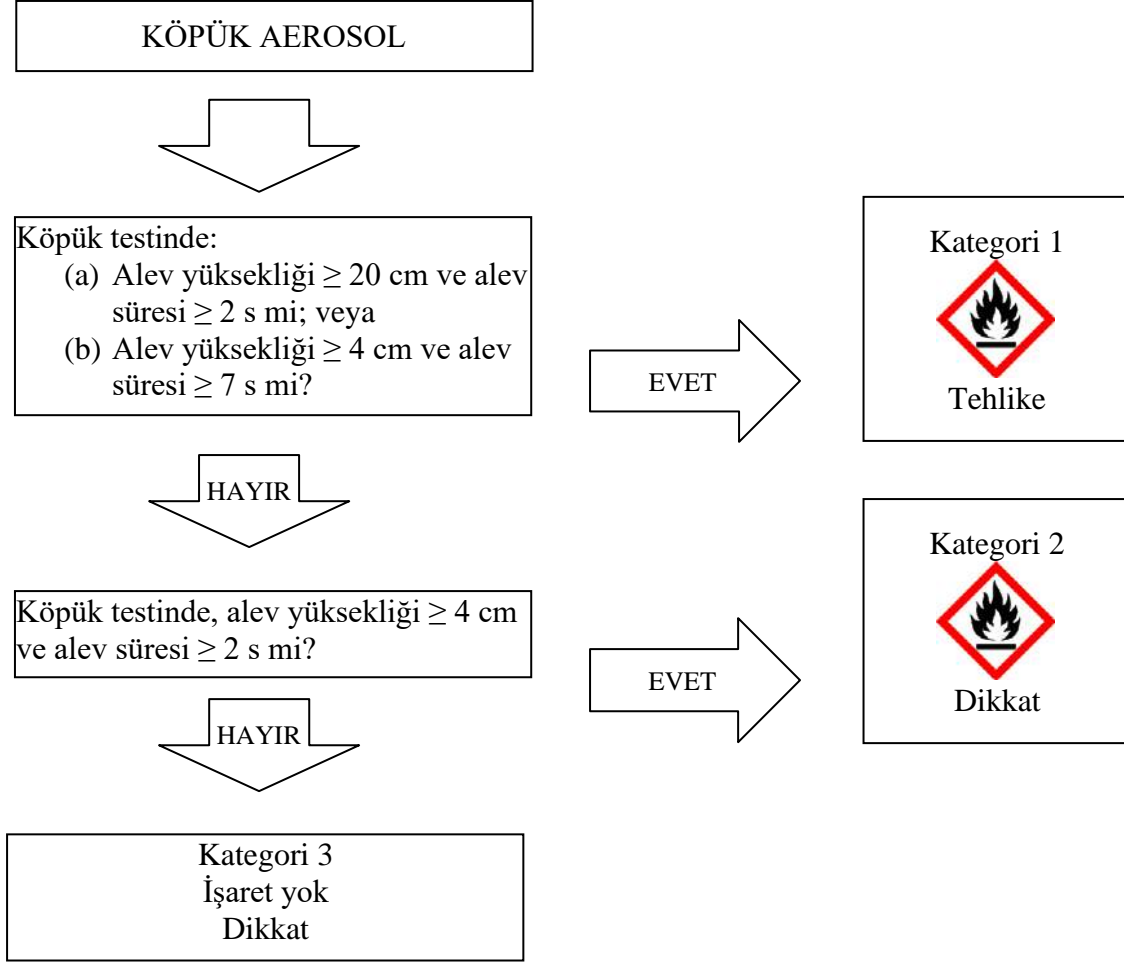 KÖPÜK AEROSOL
Köpük testinde:
(a) Alev yüksekliği ≥ 20 cm ve alev
süresi ≥ 2 s mi; veya
(b) Alev yüksekliği ≥ 4 cm ve alev
süresi ≥ 7 s mi?
EVET
Kategori 1
Tehlike
HAYIR
Köpük testinde, alev yüksekliği ≥ 4 cm
ve alev süresi ≥ 2 s mi?
EVET
Kategori 2
Dikkat
HAYIR
Kategori 3
İşaret yok
Dikkat